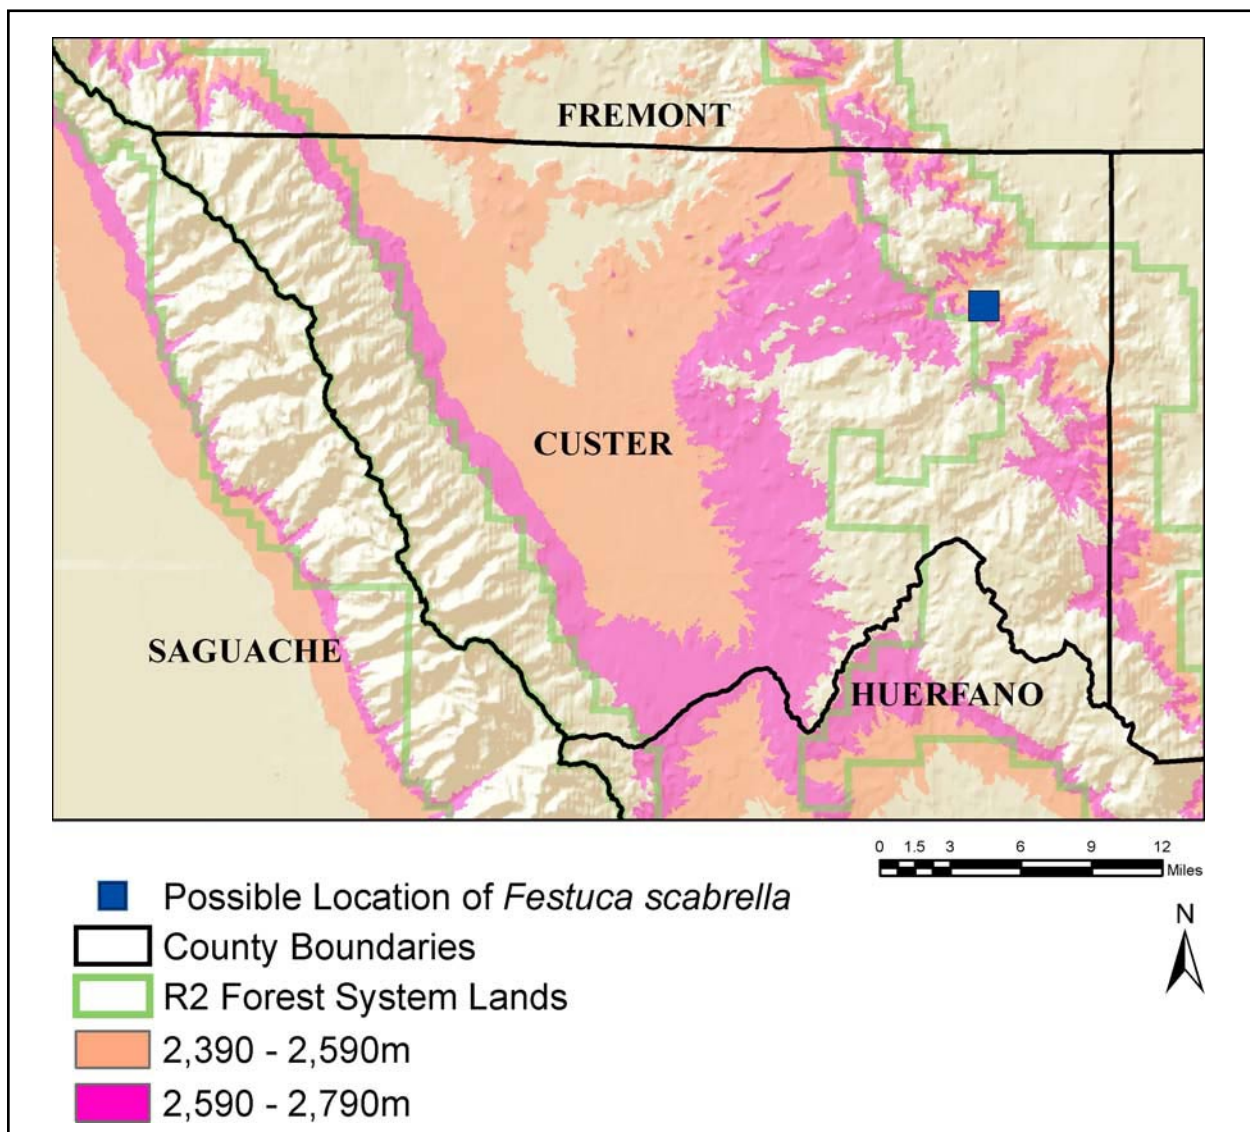 FREMONT
CUSTER
SAGUACHE
HUERFANO
0 1.5 3 6 9 12
Miles
Possible Location of Festuca scabrella
County Boundaries
N
R2 Forest System Lands
2,390 - 2,590m
2,590 - 2,790m